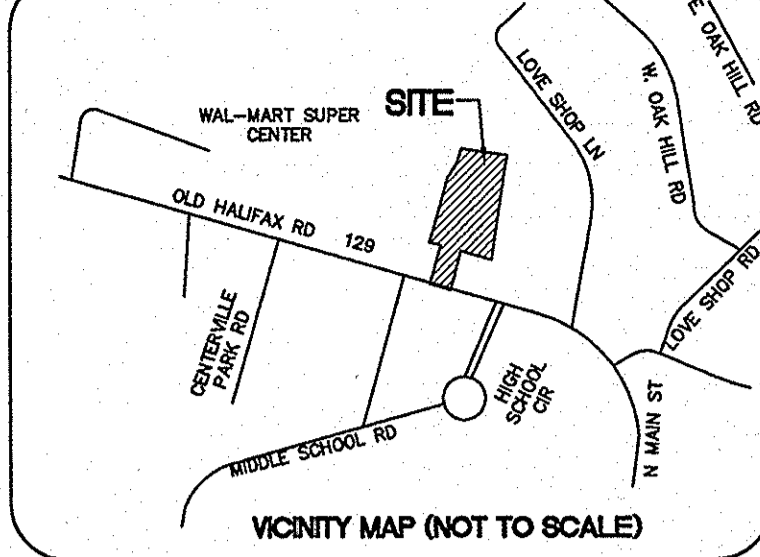 E. OAK HILL RD
LOVE SHOP LN
W. OAK HILL RD
WAL-MART SUPER
CENTER
SITE
OLD HALIFAX RD
129
LOVE SHOP RD
CENTERVILLE
PARK RD
HIGH
SCHOOL
CIR
N MAIN ST
MIDDLE SCHOOL RD
VICINITY MAP (NOT TO SCALE)